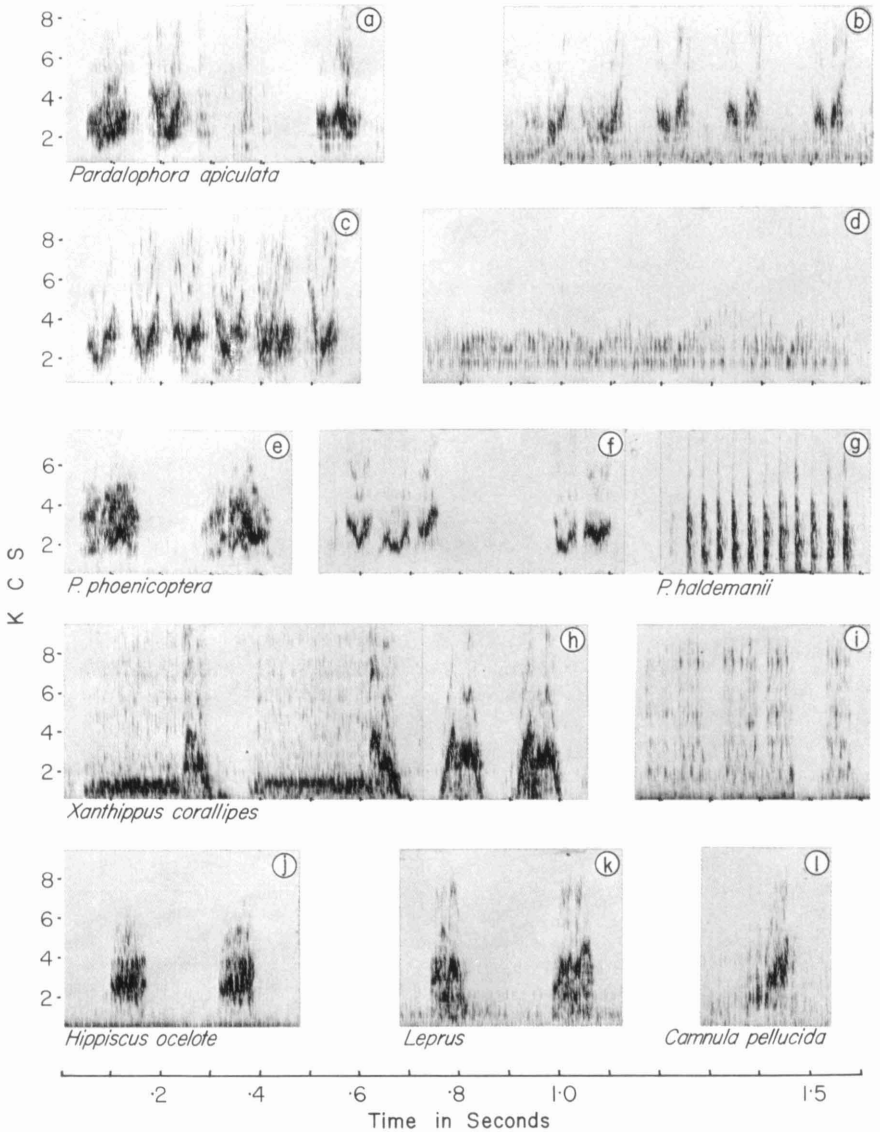 8 ⓐ ⓑ
6
4
2
Pardalophora apiculata
8 ⓒ ⓓ
6
4
2
ⓔ ⓕ ⓖ
6
4
2
P. phoenicoptera P. haldemanii
K C S
8 ⓗ ⓘ
6
4
2
Xanthippus corallipes
8 ⓙ ⓚ ⓛ
6
4
2
Hippiscus ocelote Leprus Camnula pellucida
·2 ·4 ·6 ·8 1·0 1·5
Time in Seconds